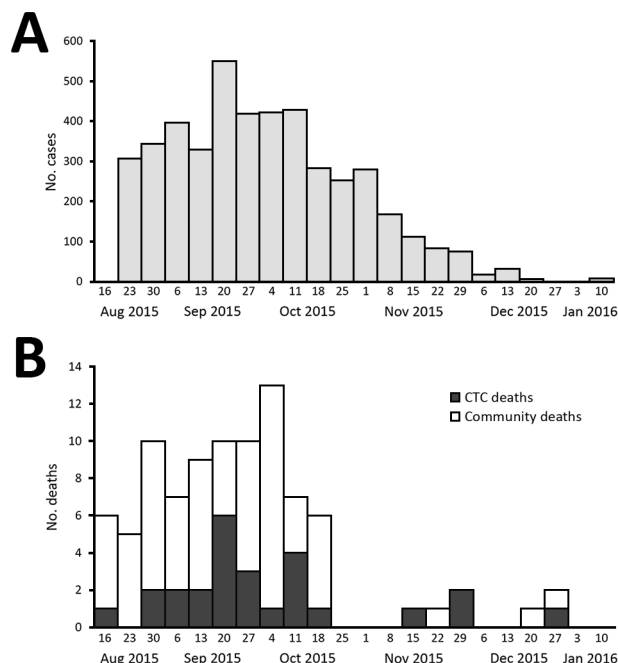 A
600
500
400
300
200
100
0
No. cases
16 23 30 6 13 20 27 4 11 18 25 1 8 15 22 29 6 13 20 27 3 10
Aug 2015 Sep 2015 Oct 2015 Nov 2015 Dec 2015 Jan 2016
B
14
12
10
8
6
4
2
0
No. deaths
CTC deaths
Community deaths
16 23 30 6 13 20 27 4 11 18 25 1 8 15 22 29 6 13 20 27 3 10
Aug 2015 Sep 2015 Oct 2015 Nov 2015 Dec 2015 Jan 2016